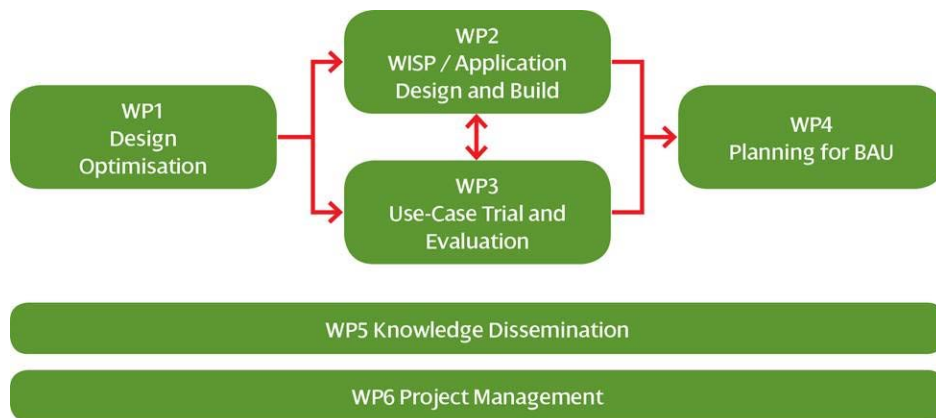 WP1
Design
Optimisation
WP2
WISP / Application
Design and Build
WP3
Use-Case Trial and
Evaluation
WP4
Planning for BAU
WP5 Knowledge Dissemination
WP6 Project Management